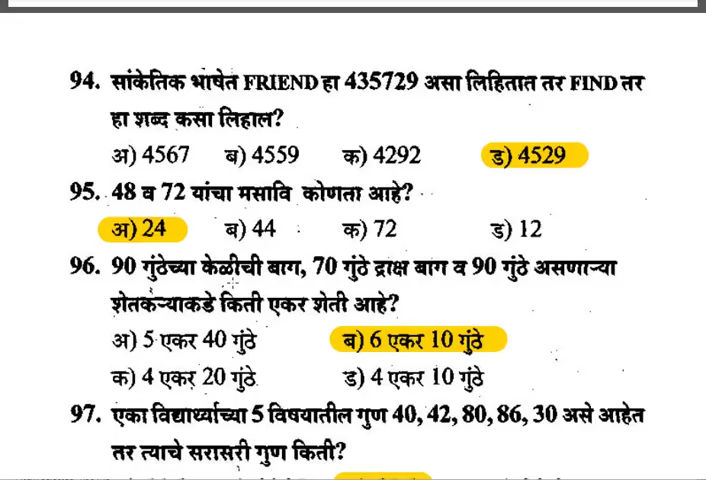 94. सांकेतिक भाषेत FRIEND हा 435729 असा लिहितात तर FIND तर
हा शब्द कसा लिहाल?
अ) 4567 ब) 4559 क) 4292 ड) 4529
95. 48 व 72 यांचा मसावि कोणता आहे?
अ) 24 ब) 44 क) 72 ड) 12
96. 90 गुंठेच्या केळीची बाग, 70 गुंठे द्राक्ष बाग व 90 गुंठे असणाऱ्या
शेतकऱ्याकडे किती एकर शेती आहे?
अ) 5 एकर 40 गुंठे ब) 6 एकर 10 गुंठे
क) 4 एकर 20 गुंठे ड) 4 एकर 10 गुंठे
97. एका विद्यार्थ्याच्या 5 विषयातील गुण 40, 42, 80, 86, 30 असे आहेत
तर त्याचे सरासरी गुण किती?